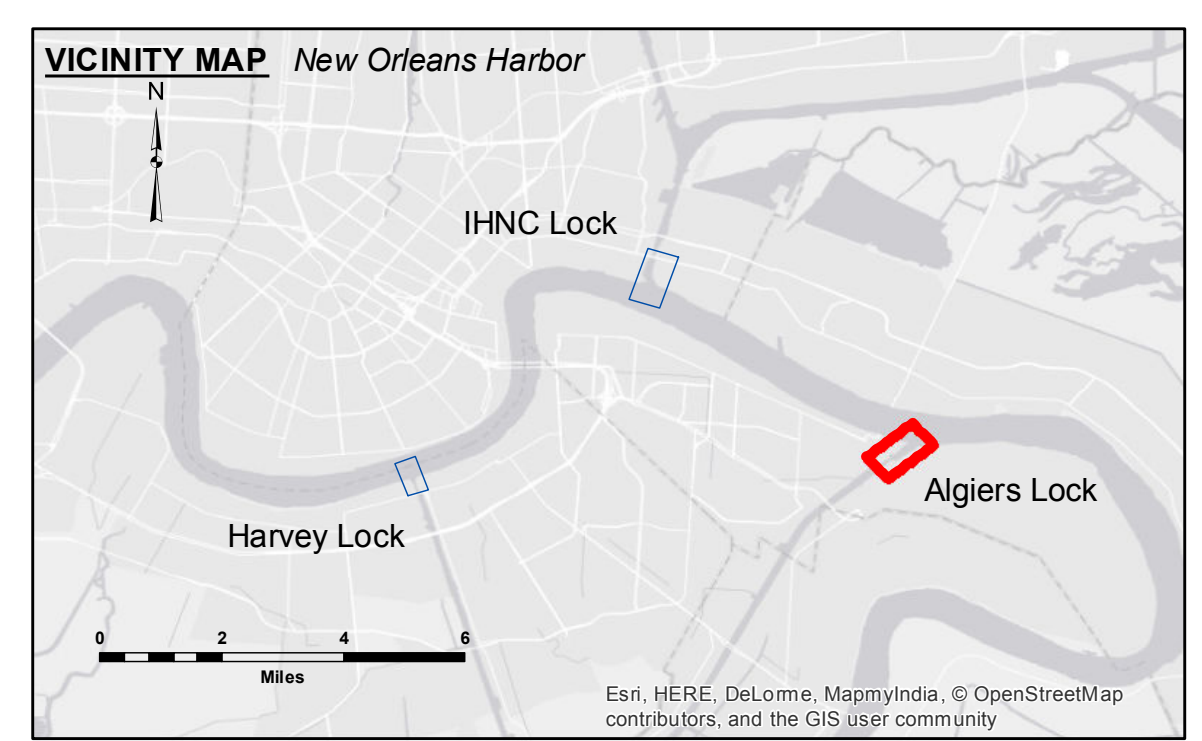 VICINITY MAP New Orleans Harbor
N
IHNC Lock
Algiers Lock
Harvey Lock
0 2 4 6
Miles
Esri, HERE, DeLorme, MapmyIndia, © OpenStreetMap
contributors, and the GIS user community